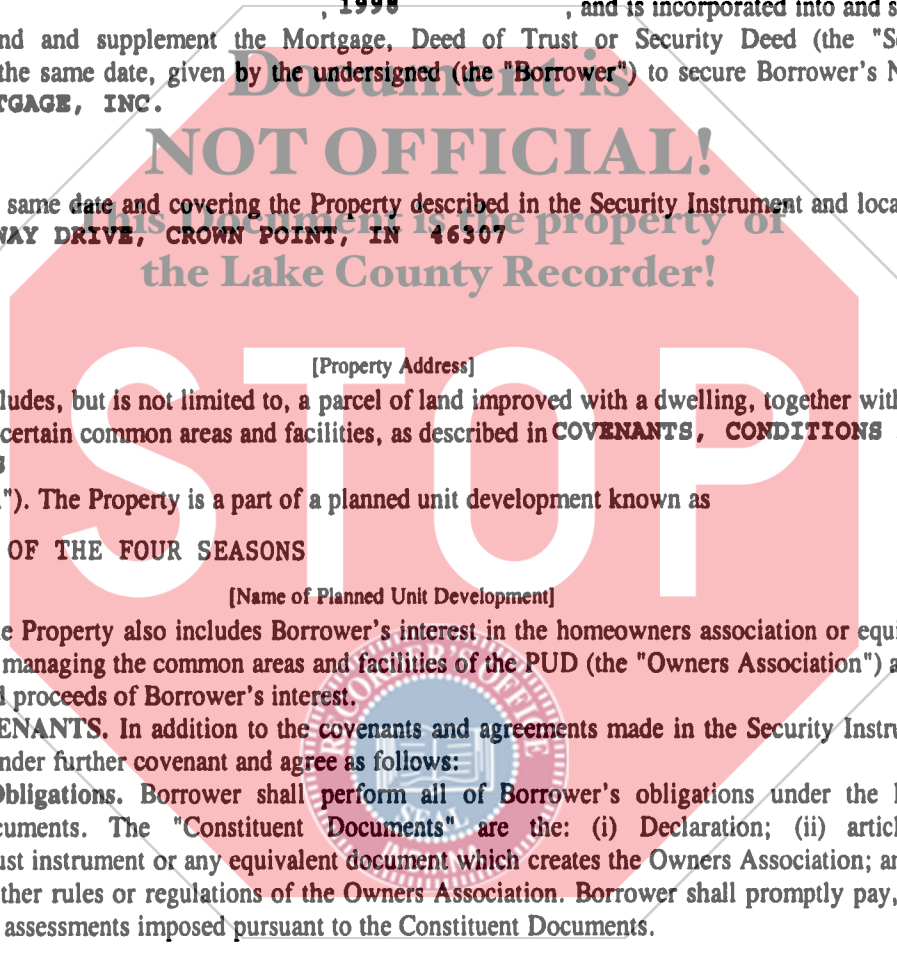 , 1998 , and is incorporated into and s
nd and supplement the Mortgage, Deed of Trust or Security Deed (the "Se
the same date, given by the undersigned (the "Borrower") to secure Borrower's N
TGAGE, INC.
Document is
NOT OFFICIAL!
same date and covering the Property described in the Security Instrument and loca
This Document is the property of
WAY DRIVE, CROWN POINT, IN 46307
the Lake County Recorder!
[Property Address]
ludes, but is not limited to, a parcel of land improved with a dwelling, together with
certain common areas and facilities, as described in COVENANTS, CONDITIONS
S
."). The Property is a part of a planned unit development known as
STOP
OF THE FOUR SEASONS
[Name of Planned Unit Development]
e Property also includes Borrower's interest in the homeowners association or equi
managing the common areas and facilities of the PUD (the "Owners Association") a
d proceeds of Borrower's interest.
ENANTS. In addition to the covenants and agreements made in the Security Instru
nder further covenant and agree as follows:
Obligations. Borrower shall perform all of Borrower's obligations under the
cuments. The "Constituent Documents" are the: (i) Declaration; (ii) articl
ust instrument or any equivalent document which creates the Owners Association; an
ther rules or regulations of the Owners Association. Borrower shall promptly pay,
assessments imposed pursuant to the Constituent Documents.
RECORDER'S OFFICE
SEAL
INDIANA